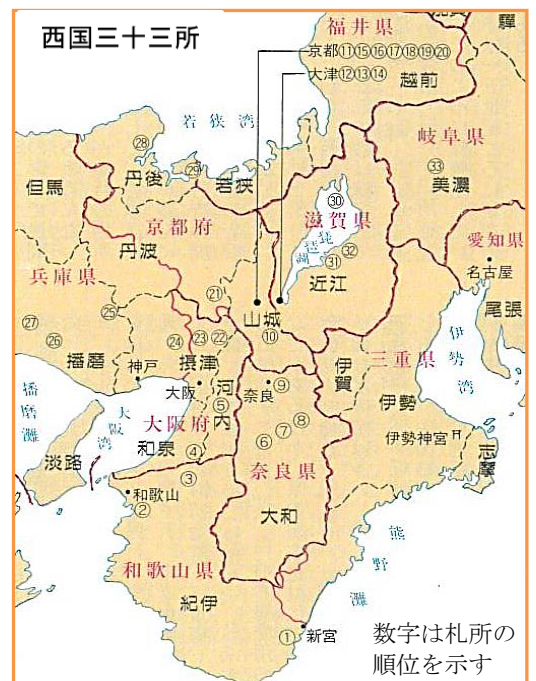 西国三十三所
福井県
京都⑪⑮⑯⑰⑱⑲⑳
大津⑫⑬⑭
越前
飛騨
若狭湾
岐阜県
㉘
丹後
㉙
若狭
㉝
美濃
但馬
京都府
㉚
滋賀県
琵琶湖
愛知県
丹波
㉛
㉜
名古屋
兵庫県
近江
尾張
㉑
山城
⑩
㉕
㉗
㉖
㉔
㉓
㉒
播磨
摂津
神戸
伊賀
三重県
伊勢湾
播磨灘
大阪湾
大阪
河内
⑤
奈良
⑨
伊勢
大阪府
⑧
⑦
⑥
和泉
④
伊勢神宮
志摩
淡路
③
奈良県
和歌山
②
大和
熊野灘
和歌山県
紀伊
①
新宮
数字は札所の
順位を示す